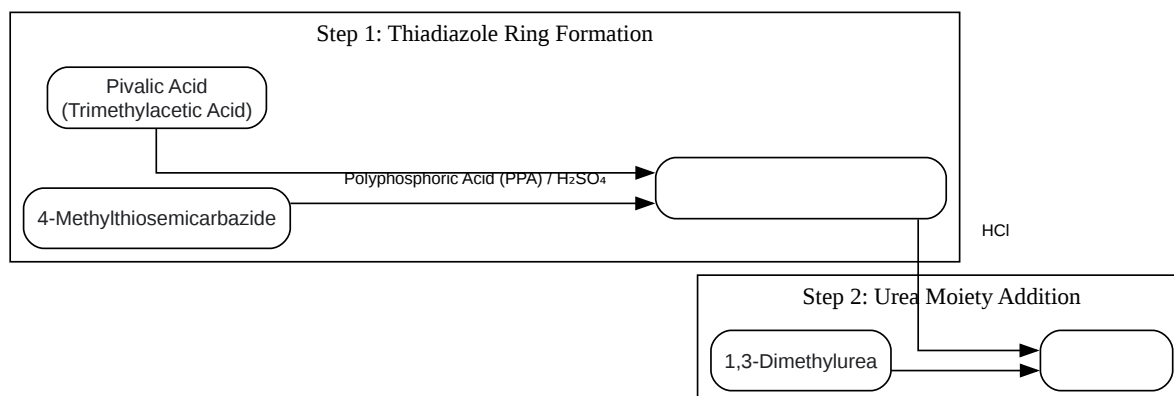 Step 1: Thiadiazole Ring Formation
Pivalic Acid
(Trimethylacetic Acid)
Polyphosphoric Acid (PPA) / H₂SO₄
4-Methylthiosemicarbazide
HCl
Step 2: Urea Moiety Addition
1,3-Dimethylurea